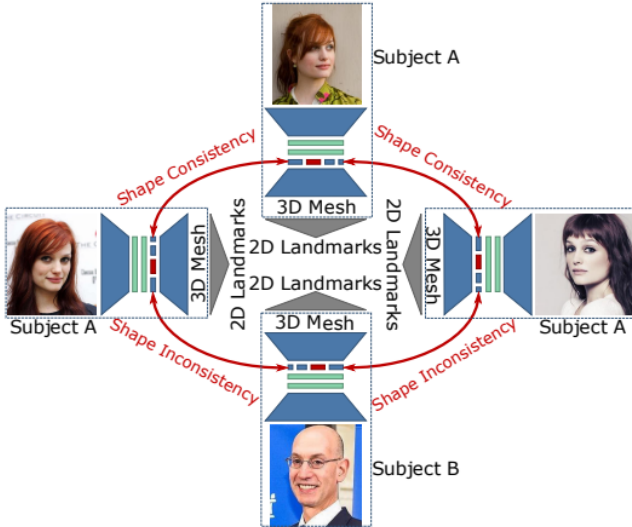 Subject A
Shape Consistency
Shape Consistency
3D Mesh
2D Landmarks
2D Landmarks
3D Mesh
2D Landmarks
2D Landmarks
3D Mesh
3D Mesh
Subject A
Subject A
Shape Inconsistency
Shape Inconsistency
Subject B